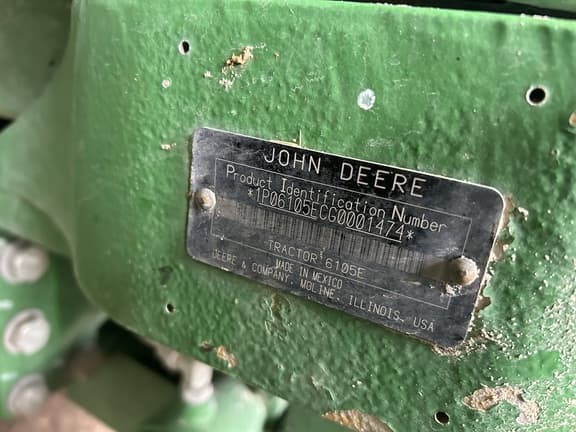 JOHN DEERE
Product Identification Number
*1P06105ECG0001474*
TRACTOR 6105E
MADE IN MEXICO
DEERE & COMPANY, MOLINE, ILLINOIS, USA